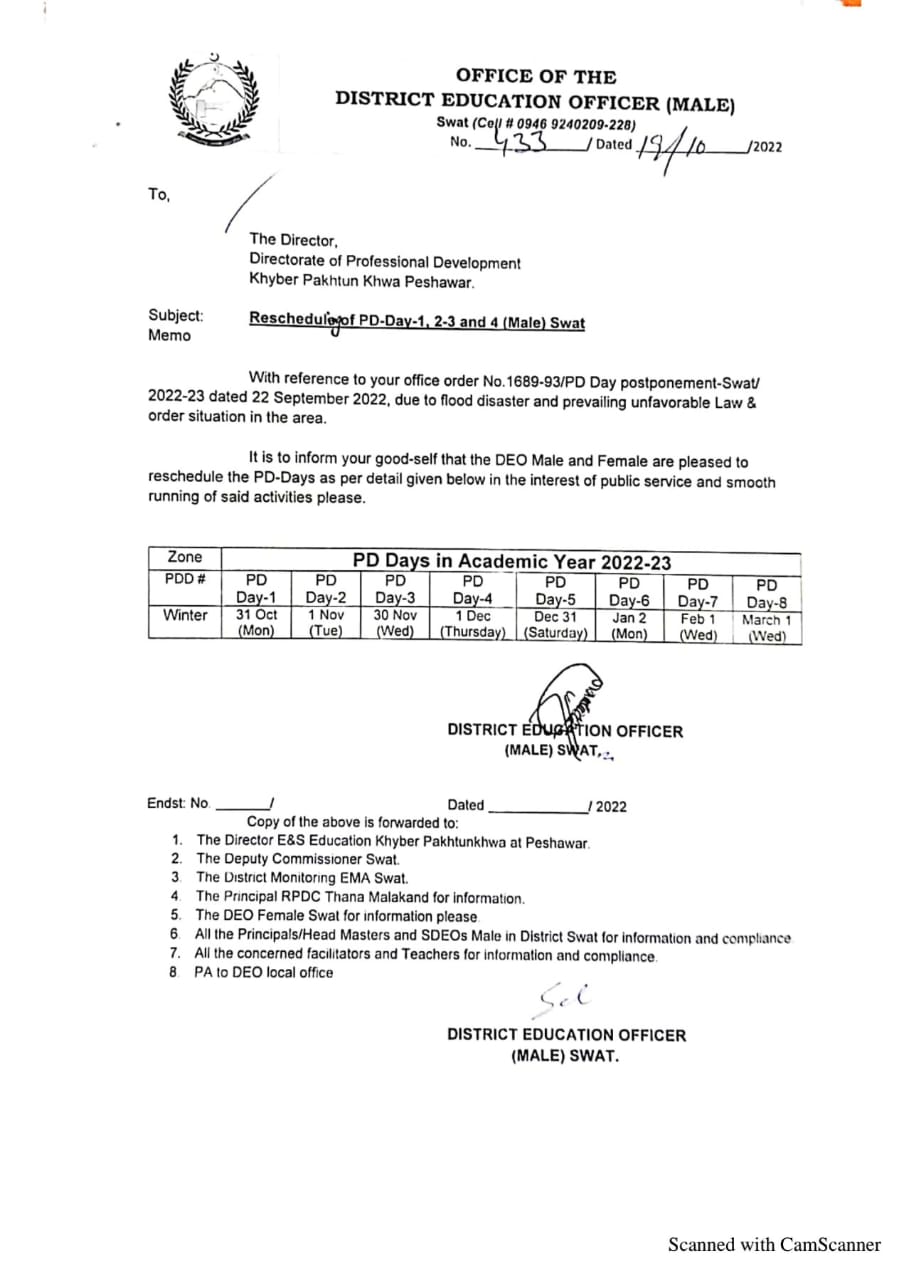 OFFICE OF THE
DISTRICT EDUCATION OFFICER (MALE)
Swat (Cell # 0946 9240209-228)
No. 433 / Dated 19/10 /2022
To,
The Director,
Directorate of Professional Development
Khyber Pakhtun Khwa Peshawar.
Subject: Rescheduling of PD-Day-1, 2-3 and 4 (Male) Swat
Memo
With reference to your office order No.1689-93/PD Day postponement-Swat/
2022-23 dated 22 September 2022, due to flood disaster and prevailing unfavorable Law &
order situation in the area.
It is to inform your good-self that the DEO Male and Female are pleased to
reschedule the PD-Days as per detail given below in the interest of public service and smooth
running of said activities please.
Zone PD Days in Academic Year 2022-23
PDD # PD Day-1 PD Day-2 PD Day-3 PD Day-4 PD Day-5 PD Day-6 PD Day-7 PD Day-8
Winter 31 Oct (Mon) 1 Nov (Tue) 30 Nov (Wed) 1 Dec (Thursday) Dec 31 (Saturday) Jan 2 (Mon) Feb 1 (Wed) March 1 (Wed)
DISTRICT EDUCATION OFFICER
(MALE) SWAT.
Endst: No. ______/ Dated ____________/ 2022
Copy of the above is forwarded to:
1. The Director E&S Education Khyber Pakhtunkhwa at Peshawar.
2. The Deputy Commissioner Swat.
3. The District Monitoring EMA Swat.
4. The Principal RPDC Thana Malakand for information.
5. The DEO Female Swat for information please.
6. All the Principals/Head Masters and SDEOs Male in District Swat for information and compliance.
7. All the concerned facilitators and Teachers for information and compliance.
8. PA to DEO local office
DISTRICT EDUCATION OFFICER
(MALE) SWAT.
Scanned with CamScanner